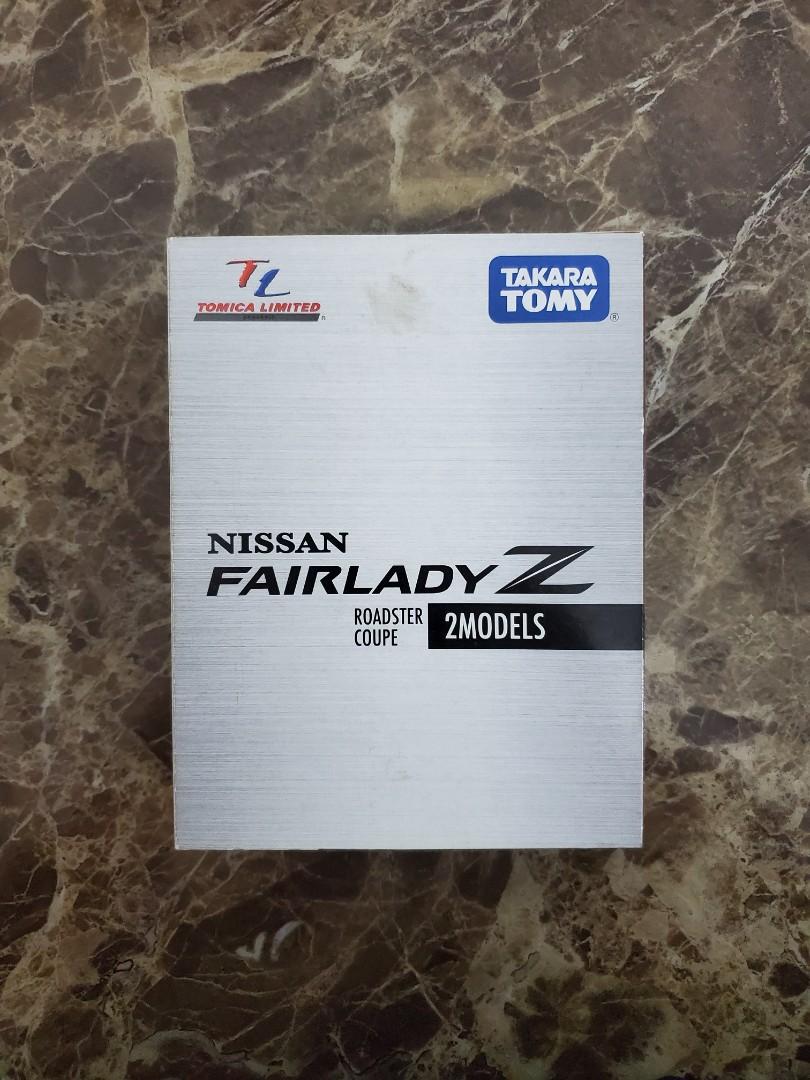 TL
TOMICA LIMITED
®
TAKARA
TOMY
®
NISSAN
FAIRLADY Z
ROADSTER
COUPE
2MODELS